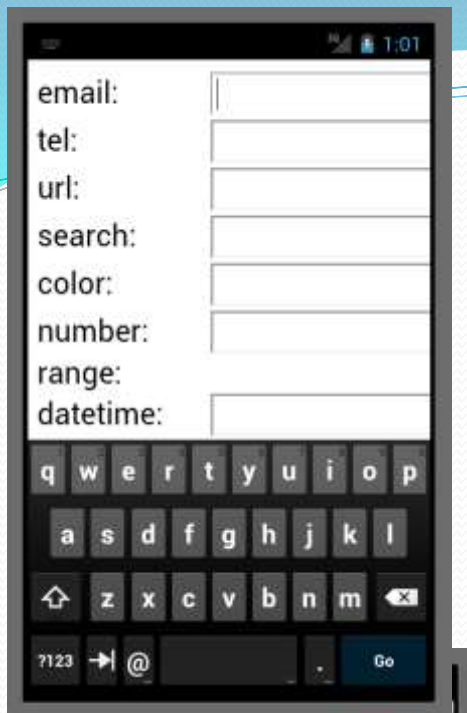 1:01
email:
tel:
url:
search:
color:
number:
range:
datetime:
q w e r t y u i o p
a s d f g h j k l
z x c v b n m
?123 @ . Go